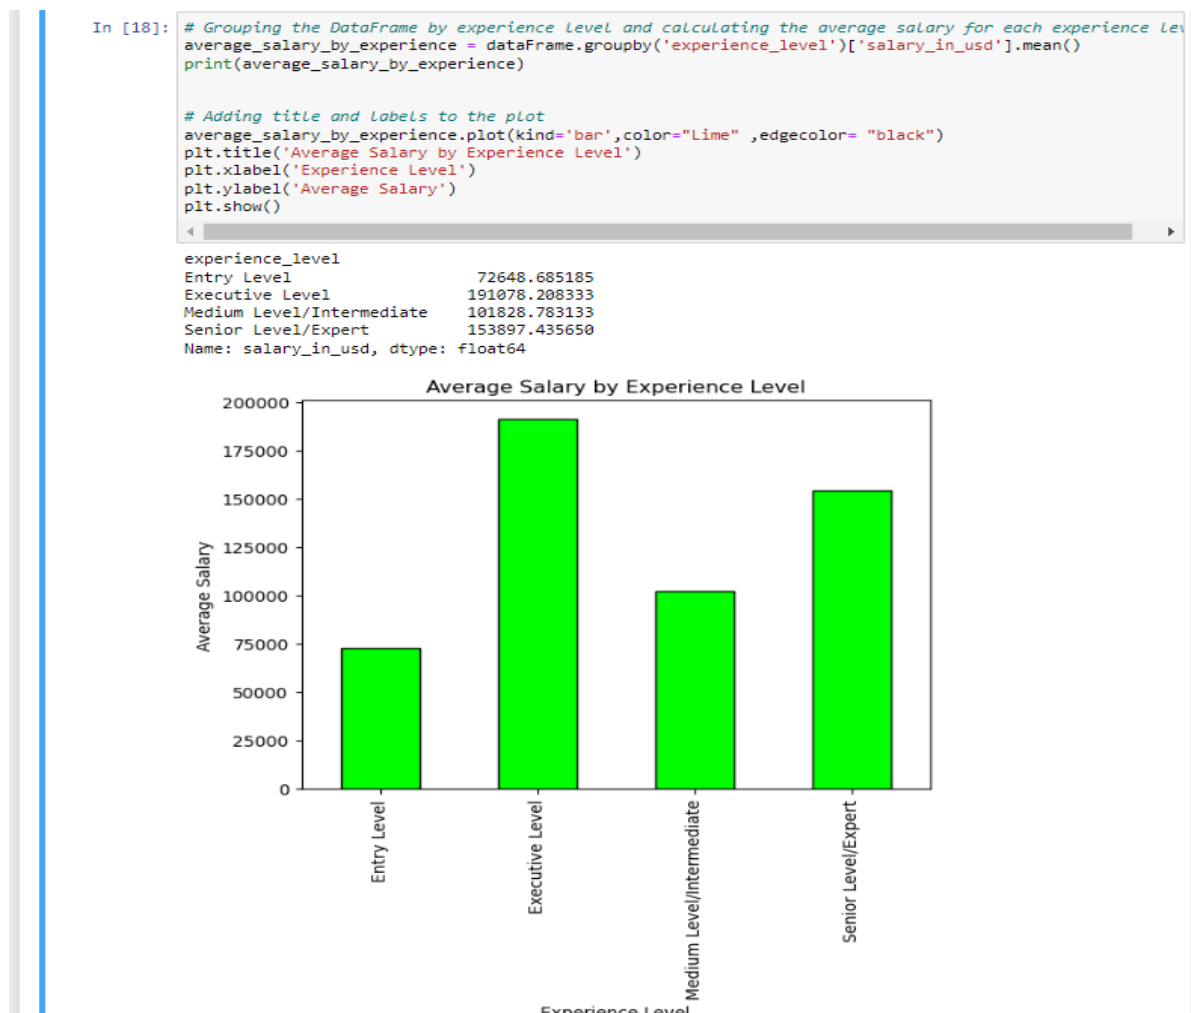 In [18]: # Grouping the DataFrame by experience level and calculating the average salary for each experience lev
average_salary_by_experience = dataFrame.groupby('experience_level')['salary_in_usd'].mean()
print(average_salary_by_experience)
# Adding title and labels to the plot
average_salary_by_experience.plot(kind='bar',color="Lime" ,edgecolor= "black")
plt.title('Average Salary by Experience Level')
plt.xlabel('Experience Level')
plt.ylabel('Average Salary')
plt.show()
experience_level
Entry Level 72648.685185
Executive Level 191078.208333
Medium Level/Intermediate 101828.783133
Senior Level/Expert 153897.435650
Name: salary_in_usd, dtype: float64
Average Salary by Experience Level
200000
175000
150000
125000
100000
75000
50000
25000
0
Average Salary
Entry Level
Executive Level
Medium Level/Intermediate
Senior Level/Expert
Experience Level